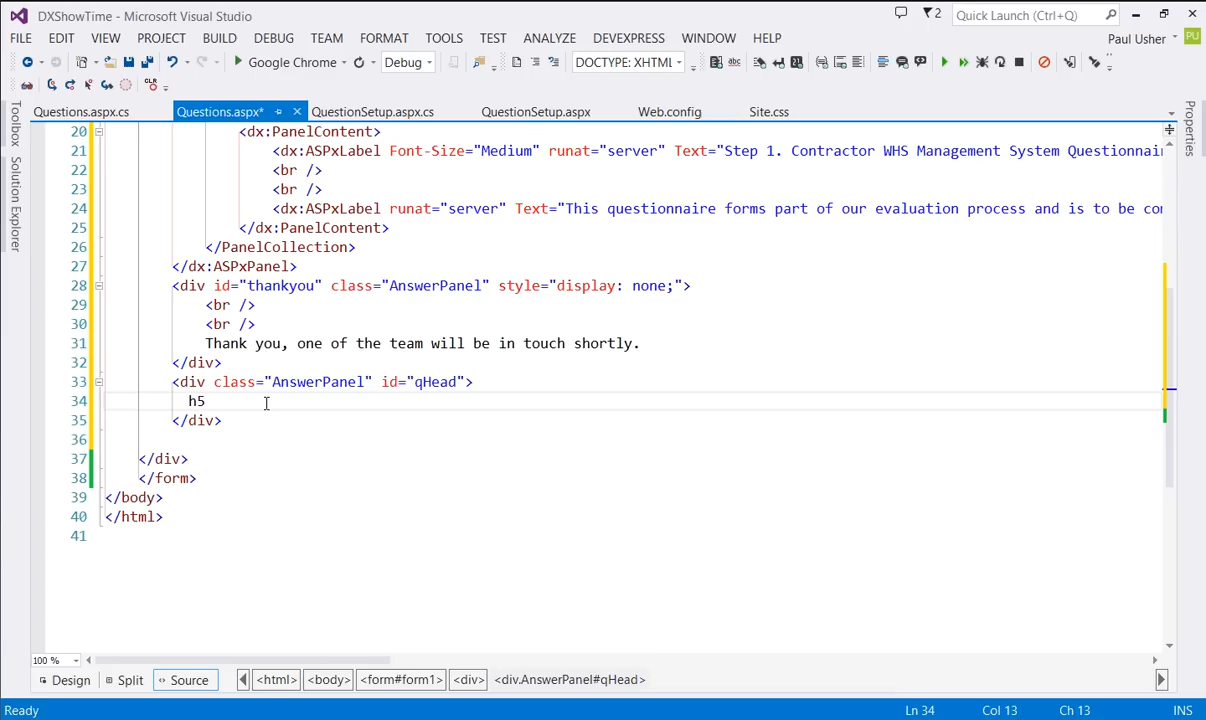 DXShowTime - Microsoft Visual Studio
2
Quick Launch (Ctrl+Q)
FILE EDIT VIEW PROJECT BUILD DEBUG TEAM FORMAT TOOLS TEST ANALYZE DEVEXPRESS WINDOW HELP
Paul Usher PU
Google Chrome Debug DOCTYPE: XHTML
abc
CLR
Questions.aspx.cs Questions.aspx* QuestionSetup.aspx.cs QuestionSetup.aspx Web.config Site.css
Toolbox
Solution Explorer
Properties
20 <dx:PanelContent>
21 <dx:ASPxLabel Font-Size="Medium" runat="server" Text="Step 1. Contractor WHS Management System Questionnai
22 <br />
23 <br />
24 <dx:ASPxLabel runat="server" Text="This questionnaire forms part of our evaluation process and is to be co
25 </dx:PanelContent>
26 </PanelCollection>
27 </dx:ASPxPanel>
28 <div id="thankyou" class="AnswerPanel" style="display: none;">
29 <br />
30 <br />
31 Thank you, one of the team will be in touch shortly.
32 </div>
33 <div class="AnswerPanel" id="qHead">
34 h5
35 </div>
36
37 </div>
38 </form>
39 </body>
40 </html>
41
100 %
Design Split Source <html> <body> <form#form1> <div> <div.AnswerPanel#qHead>
Ready Ln 34 Col 13 Ch 13 INS